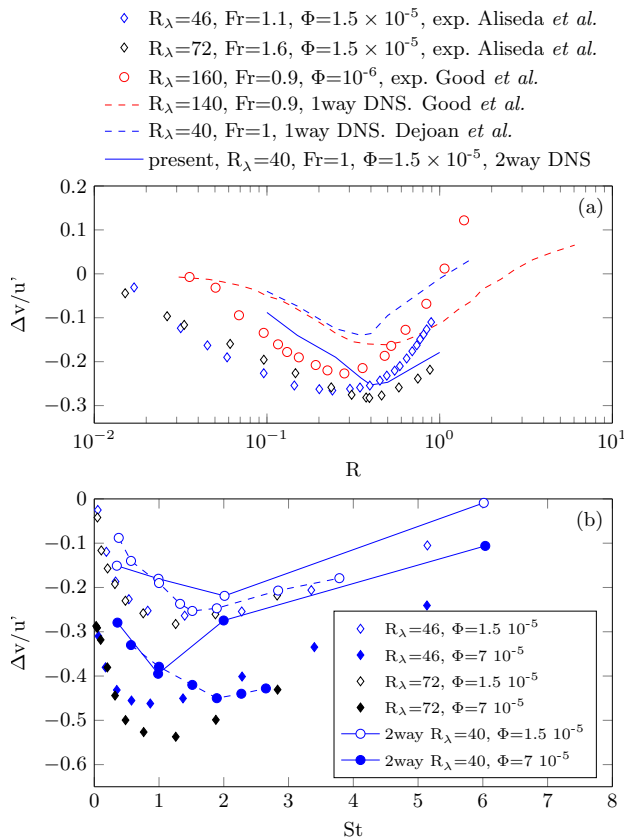 R_λ=46, Fr=1.1, Φ=1.5 × 10^-5, exp. Aliseda et al.
R_λ=72, Fr=1.6, Φ=1.5 × 10^-5, exp. Aliseda et al.
R_λ=160, Fr=0.9, Φ=10^-6, exp. Good et al.
R_λ=140, Fr=0.9, 1way DNS. Good et al.
R_λ=40, Fr=1, 1way DNS. Dejoan et al.
present, R_λ=40, Fr=1, Φ=1.5 × 10^-5, 2way DNS
(a)
0.2
0.1
0
−0.1
−0.2
−0.3
Δv/u'
10^−2
10^−1
10^0
10^1
R
(b)
0
−0.1
−0.2
−0.3
−0.4
−0.5
−0.6
Δv/u'
R_λ=46, Φ=1.5 10^-5
R_λ=46, Φ=7 10^-5
R_λ=72, Φ=1.5 10^-5
R_λ=72, Φ=7 10^-5
2way R_λ=40, Φ=1.5 10^-5
2way R_λ=40, Φ=7 10^-5
0 1 2 3 4 5 6 7 8
St